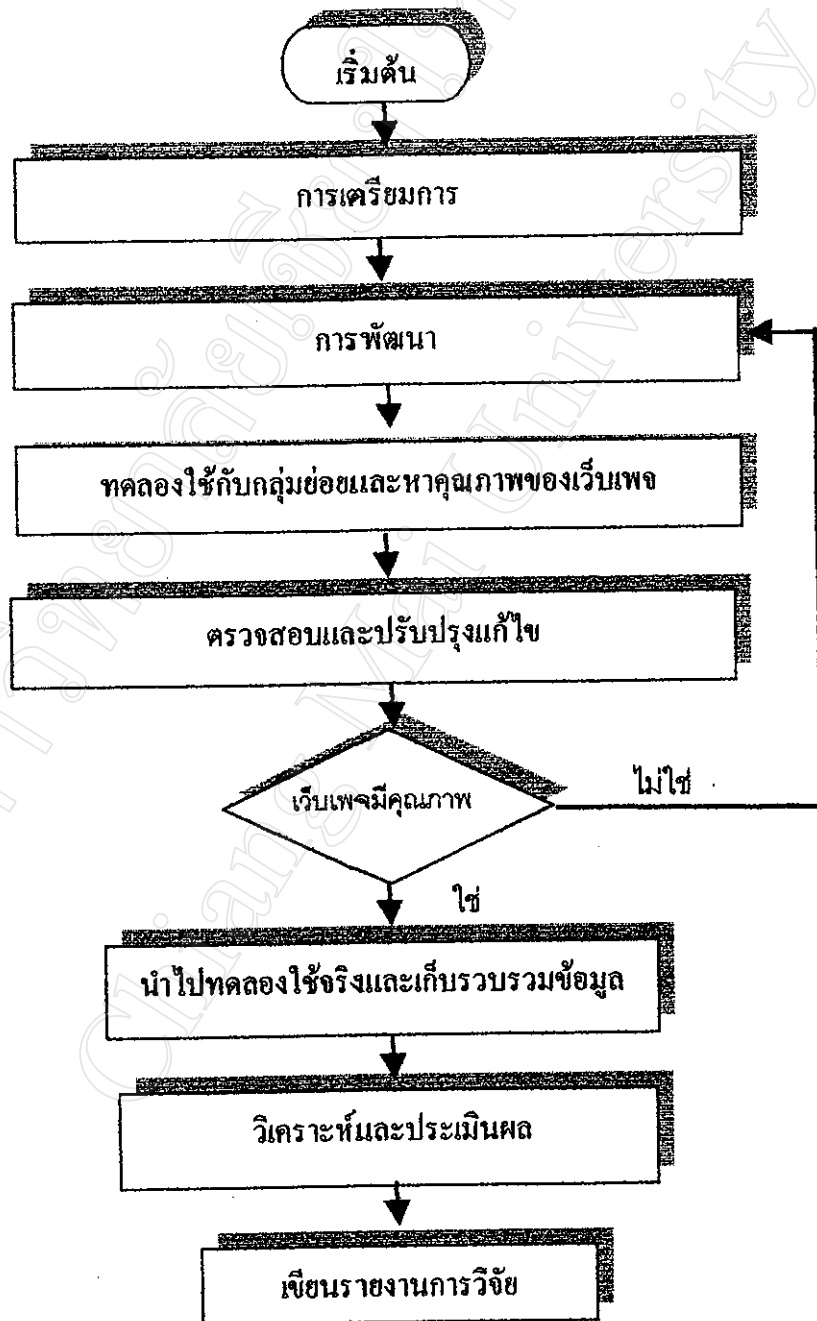 เริ่มต้น
การเตรียมการ
การพัฒนา
ทดลองใช้กับกลุ่มย่อยและหาคุณภาพของเว็บเพจ
ตรวจสอบและปรับปรุงแก้ไข
เว็บเพจมีคุณภาพ
ไม่ใช่
ใช่
นำไปทดลองใช้จริงและเก็บรวบรวมข้อมูล
วิเคราะห์และประเมินผล
เขียนรายงานการวิจัย
Chiang Mai University